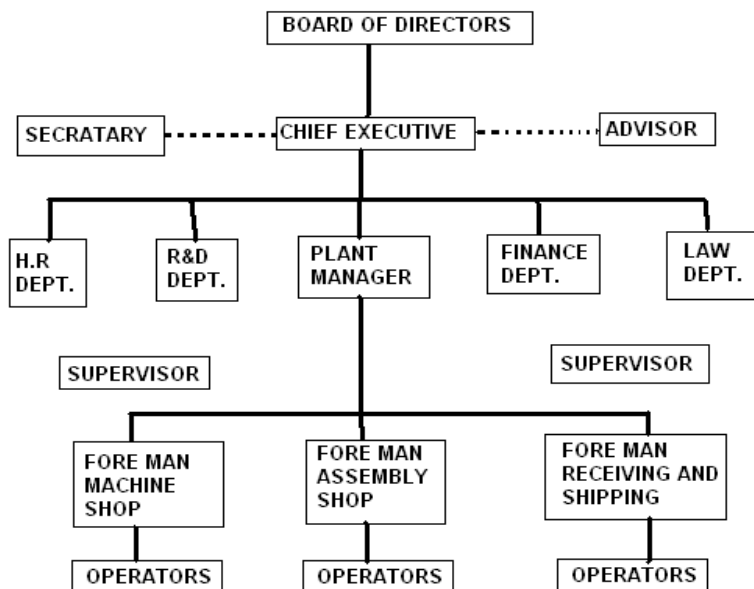 BOARD OF DIRECTORS
SECRATARY
CHIEF EXECUTIVE
ADVISOR
H.R
DEPT.
R&D
DEPT.
PLANT
MANAGER
FINANCE
DEPT.
LAW
DEPT.
SUPERVISOR
SUPERVISOR
FORE MAN
MACHINE
SHOP
FORE MAN
ASSEMBLY
SHOP
FORE MAN
RECEIVING AND
SHIPPING
OPERATORS
OPERATORS
OPERATORS